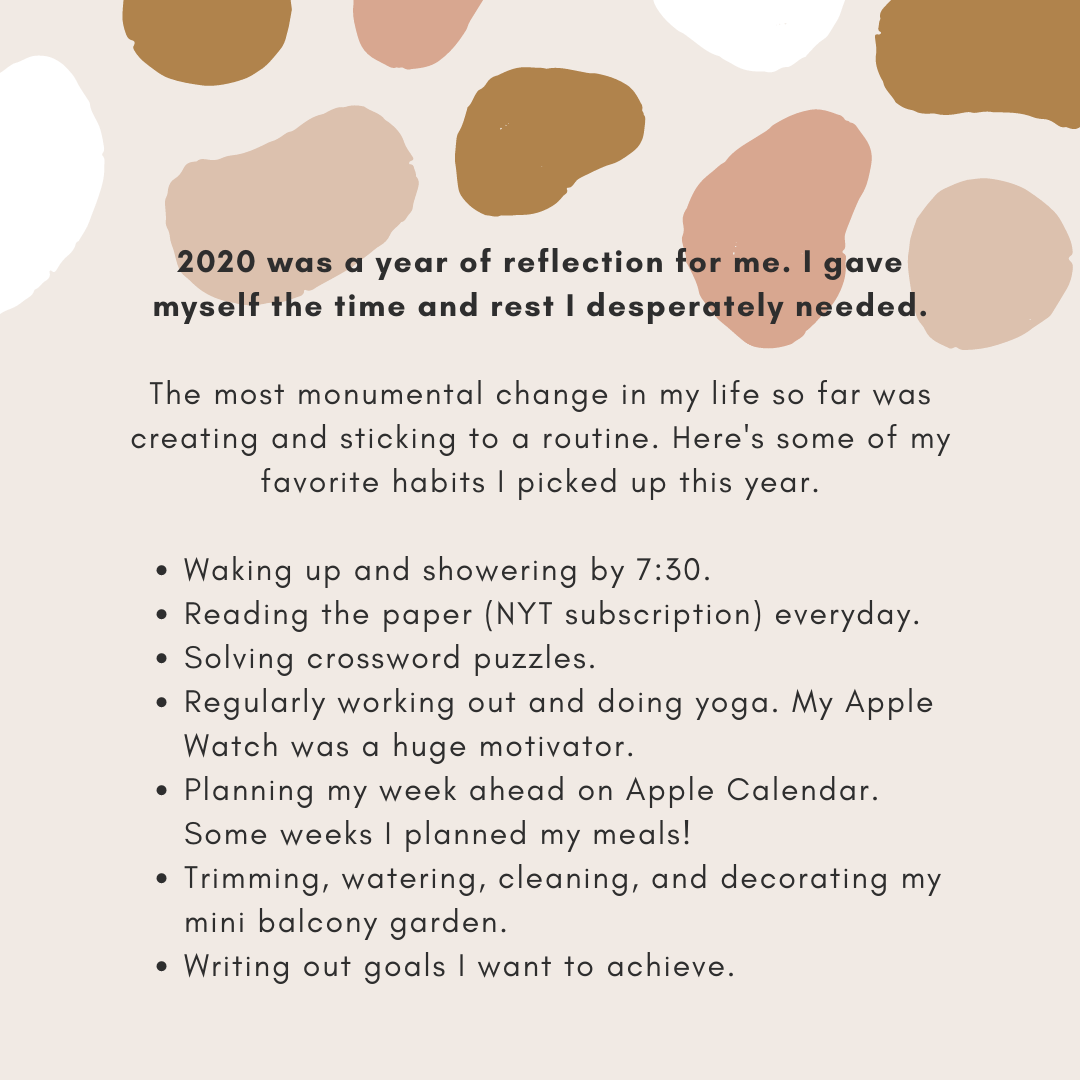 2020 was a year of reflection for me. I gave
myself the time and rest I desperately needed.
The most monumental change in my life so far was
creating and sticking to a routine. Here's some of my
favorite habits I picked up this year.
• Waking up and showering by 7:30.
• Reading the paper (NYT subscription) everyday.
• Solving crossword puzzles.
• Regularly working out and doing yoga. My Apple
Watch was a huge motivator.
• Planning my week ahead on Apple Calendar.
Some weeks I planned my meals!
• Trimming, watering, cleaning, and decorating my
mini balcony garden.
• Writing out goals I want to achieve.